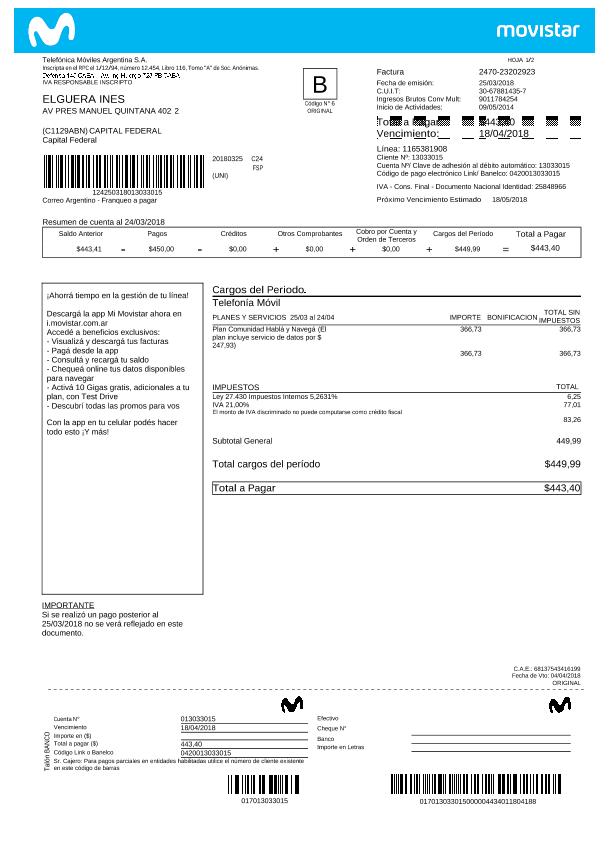 movistar
Telefónica Móviles Argentina S.A.
Inscripta en el RPC el 1/12/94, número 12.454, Libro 116, Tomo "A" de Soc. Anónimas.
IVA RESPONSABLE INSCRIPTO
ELGUERA INES
AV PRES MANUEL QUINTANA 402 2
(C1129ABN) CAPITAL FEDERAL
Capital Federal
124250318013033015
Correo Argentino - Franqueo a pagar
20180325 C24
FSP
(UNI)
B
Código N° 6
ORIGINAL
HOJA 1/2
Factura 2470-23202923
Fecha de emisión: 25/03/2018
C.U.I.T: 30-67881435-7
Ingresos Brutos Conv Mult: 9011784254
Inicio de Actividades: 09/05/2014
Total a Pagar
Vencimiento: 18/04/2018
Línea: 1165381908
Cliente Nº: 13033015
Cuenta Nº/ Clave de adhesión al débito automático: 13033015
Código de pago electrónico Link/ Banelco: 0420013033015
IVA - Cons. Final - Documento Nacional Identidad: 25848966
Próximo Vencimiento Estimado 18/05/2018
Resumen de cuenta al 24/03/2018
Saldo Anterior Pagos Créditos Otros Comprobantes Cobro por Cuenta y Orden de Terceros Cargos del Período Total a Pagar
$443,41 - $450,00 - $0,00 + $0,00 + $0,00 + $449,99 = $443,40
¡Ahorrá tiempo en la gestión de tu línea!
Descargá la app Mi Movistar ahora en
i.movistar.com.ar
Accedé a beneficios exclusivos:
- Visualizá y descargá tus facturas
- Pagá desde la app
- Consultá y recargá tu saldo
- Chequeá online tus datos disponibles
para navegar
- Activá 10 Gigas gratis, adicionales a tu
plan, con Test Drive
- Descubrí todas las promos para vos
Con la app en tu celular podés hacer
todo esto ¡Y más!
Cargos del Periodo.
Telefonía Móvil
PLANES Y SERVICIOS 25/03 al 24/04 IMPORTE BONIFICACION TOTAL SIN IMPUESTOS
Plan Comunidad Hablá y Navegá (El 366,73 366,73
plan incluye servicio de datos por $
247,93)
366,73 366,73
IMPUESTOS TOTAL
Ley 27.430 Impuestos Internos 5,2631% 6,25
IVA 21,00% 77,01
El monto de IVA discriminado no puede computarse como crédito fiscal
83,26
Subtotal General 449,99
Total cargos del período $449,99
Total a Pagar $443,40
IMPORTANTE
Si se realizó un pago posterior al
25/03/2018 no se verá reflejado en este
documento.
C.A.E.: 68137543416199
Fecha de Vto: 04/04/2018
ORIGINAL
Talón BANCO
Cuenta N° 013033015
Vencimiento 18/04/2018
Importe en ($)
Total a pagar ($) 443,40
Código Link o Banelco 0420013033015
Sr. Cajero: Para pagos parciales en entidades habilitadas utilice el número de cliente existente
en este código de barras
017013033015
Efectivo
Cheque N°
Banco
Importe en Letras
0170130330150000044340118041​88